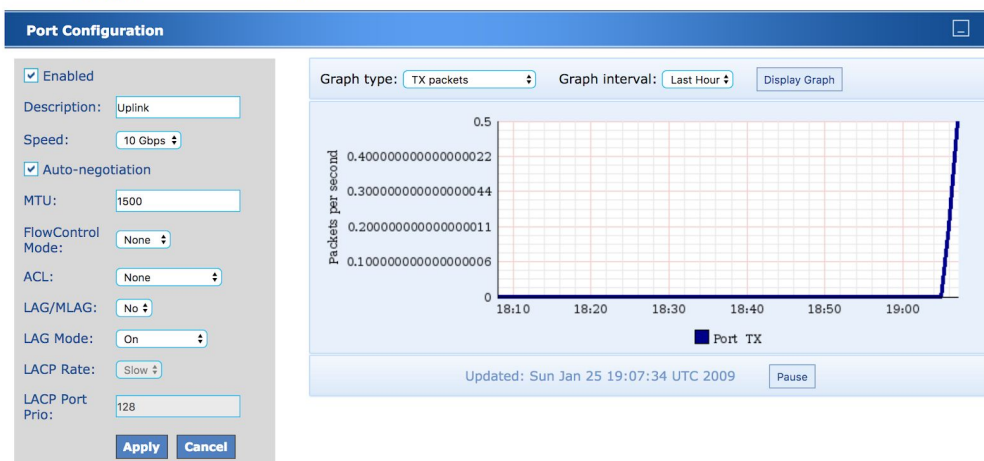 Port Configuration
Enabled
Description: Uplink
Speed: 10 Gbps
Auto-negotiation
MTU: 1500
FlowControl
Mode: None
ACL: None
LAG/MLAG: No
LAG Mode: On
LACP Rate: Slow
LACP Port
Prio: 128
Apply Cancel
Graph type: TX packets Graph interval: Last Hour Display Graph
Packets per second
0.5
0.400000000000000022
0.300000000000000044
0.200000000000000011
0.100000000000000006
0
18:10 18:20 18:30 18:40 18:50 19:00
Port TX
Updated: Sun Jan 25 19:07:34 UTC 2009 Pause